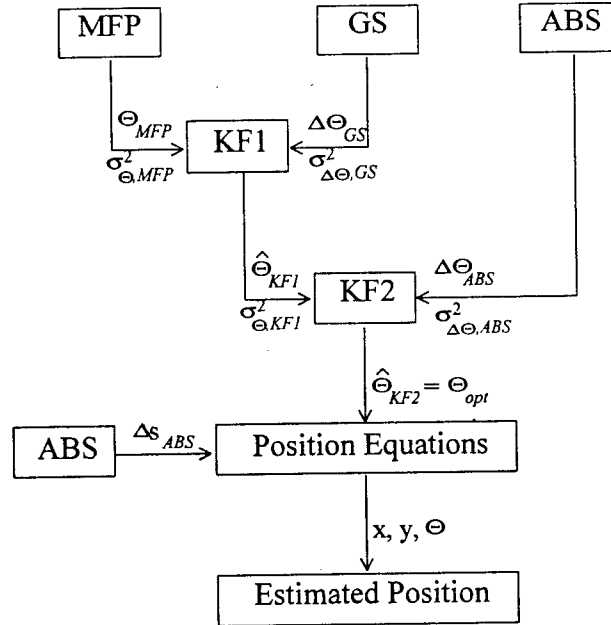 MFP
GS
ABS
Θ_MFP
σ²_Θ,MFP
KF1
ΔΘ_GS
σ²_ΔΘ,GS
Θ̂_KF1
σ²_Θ,KF1
KF2
ΔΘ_ABS
σ²_ΔΘ,ABS
Θ̂_KF2 = Θ_opt
ABS
Δs_ABS
Position Equations
x, y, Θ
Estimated Position